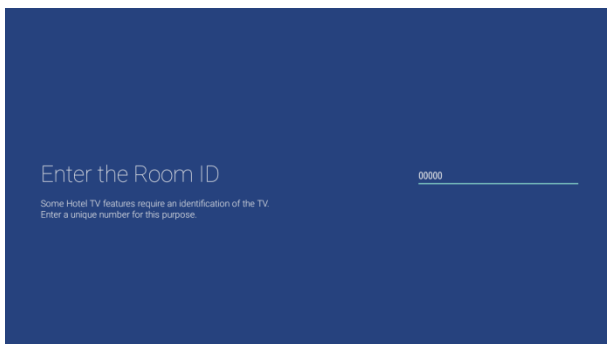 Enter the Room ID
00000
Some Hotel TV features require an identification of the TV.
Enter a unique number for this purpose.